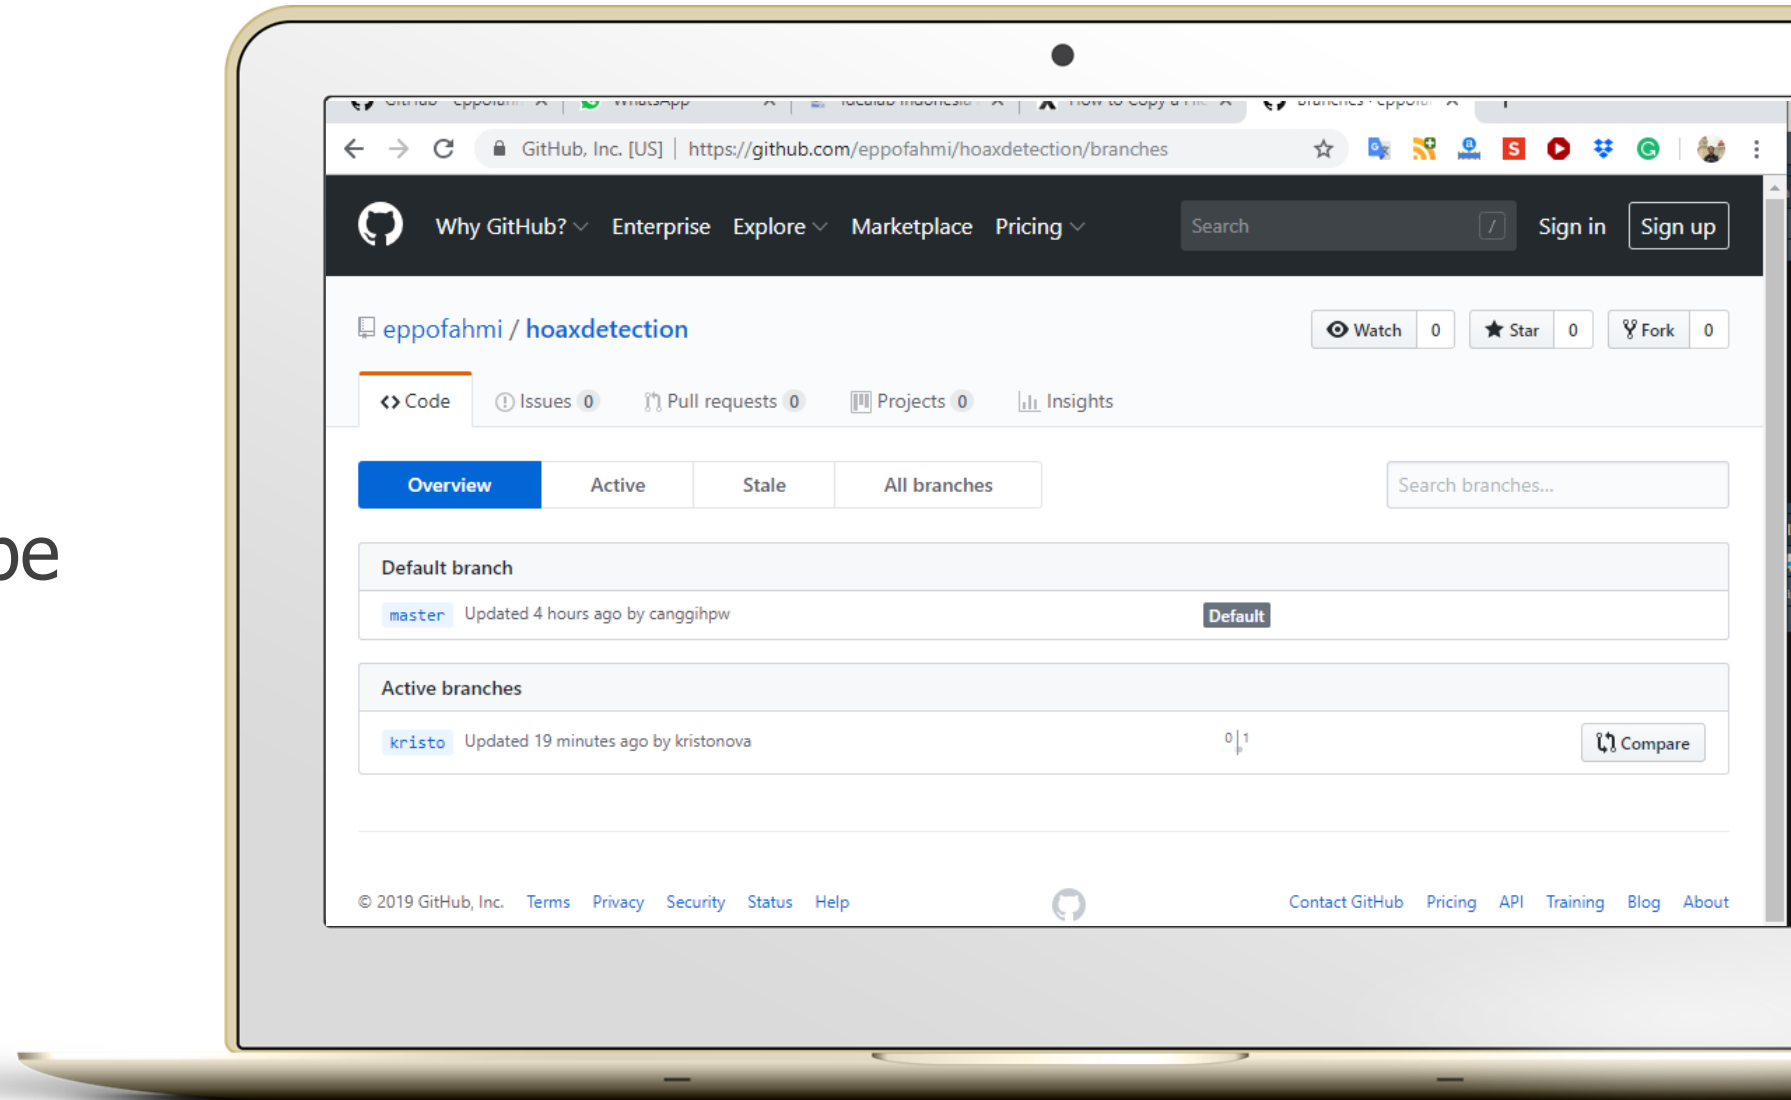 GitHub, Inc. [US] | https://github.com/eppofahmi/hoaxdetection/branches
Why GitHub? Enterprise Explore Marketplace Pricing Search / Sign in Sign up
eppofahmi / hoaxdetection Watch 0 Star 0 Fork 0
Code Issues 0 Pull requests 0 Projects 0 Insights
Overview Active Stale All branches Search branches...
Default branch
master Updated 4 hours ago by canggihpw Default
Active branches
kristo Updated 19 minutes ago by kristonova 0 | 1 Compare
© 2019 GitHub, Inc. Terms Privacy Security Status Help Contact GitHub Pricing API Training Blog About